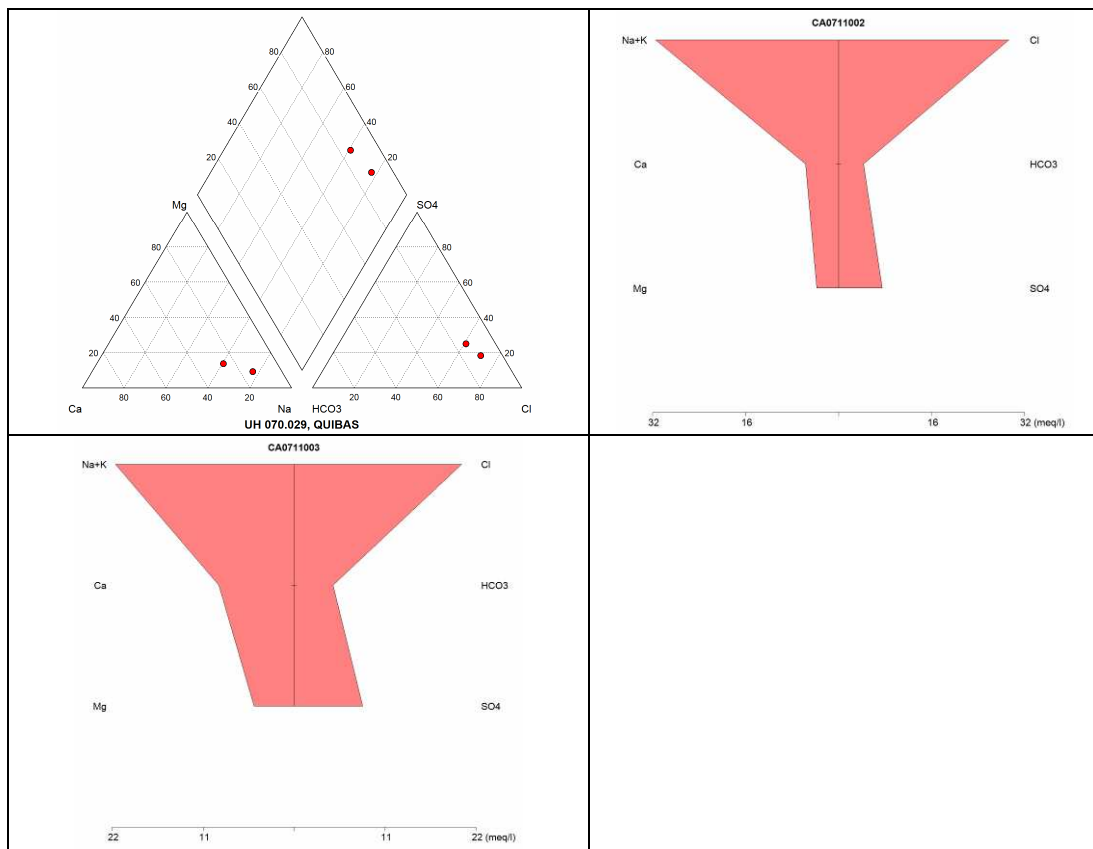 80 80
60 60
40 40
20 20
Mg SO4
80 80
60 60
40 40
20 20
80 60 40 20 20 40 60 80
Ca Na HCO3 Cl
UH 070.029, QUIBAS
CA0711002
Na+K Cl
Ca HCO3
Mg SO4
32 16 16 32 (meq/l)
CA0711003
Na+K Cl
Ca HCO3
Mg SO4
22 11 11 22 (meq/l)